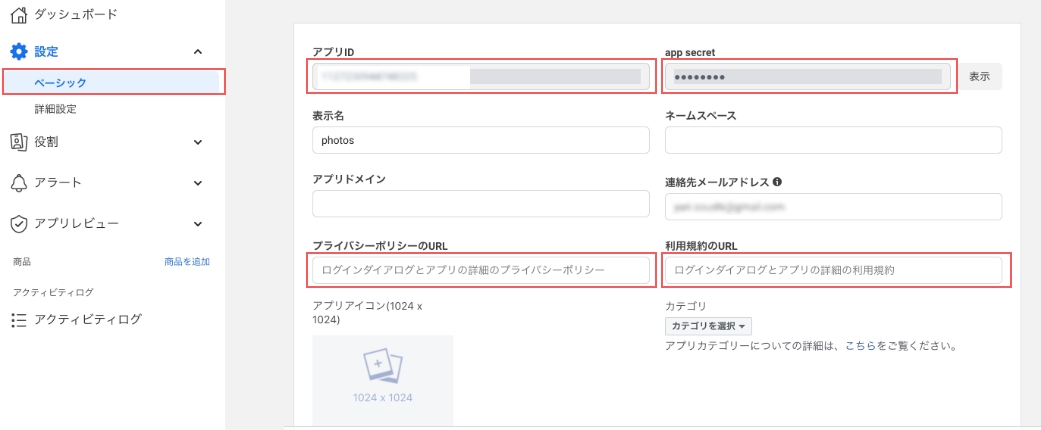 ダッシュボード
設定
ベーシック
詳細設定
役割
アラート
アプリレビュー
商品
商品を追加
アクティビティログ
アクティビティログ
アプリID
app secret
●●●●●●●●
表示
表示名
ネームスペース
photos
アプリドメイン
連絡先メールアドレス
プライバシーポリシーのURL
利用規約のURL
ログインダイアログとアプリの詳細のプライバシーポリシー
ログインダイアログとアプリの詳細の利用規約
アプリアイコン(1024 x
1024)
カテゴリ
カテゴリを選択
アプリカテゴリーについての詳細は、こちらをご覧ください。
1024 x 1024